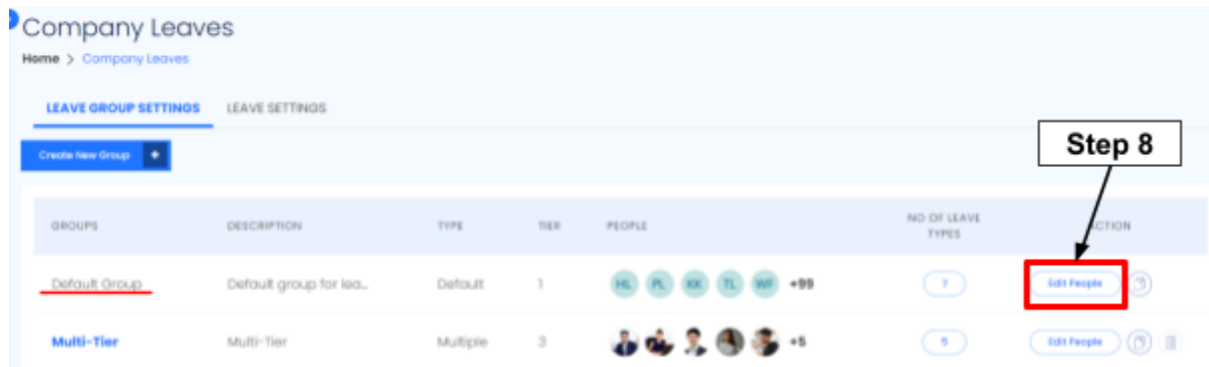 Company Leaves
Home > Company Leaves
LEAVE GROUP SETTINGS LEAVE SETTINGS
Create New Group +
Step 8
GROUPS DESCRIPTION TYPE TIER PEOPLE NO OF LEAVE TYPES CTION
Default Group Default group for lea... Default 1 HL PL KK TL WF +99 7 Edit People
Multi-Tier Multi-Tier Multiple 3 +5 5 Edit People